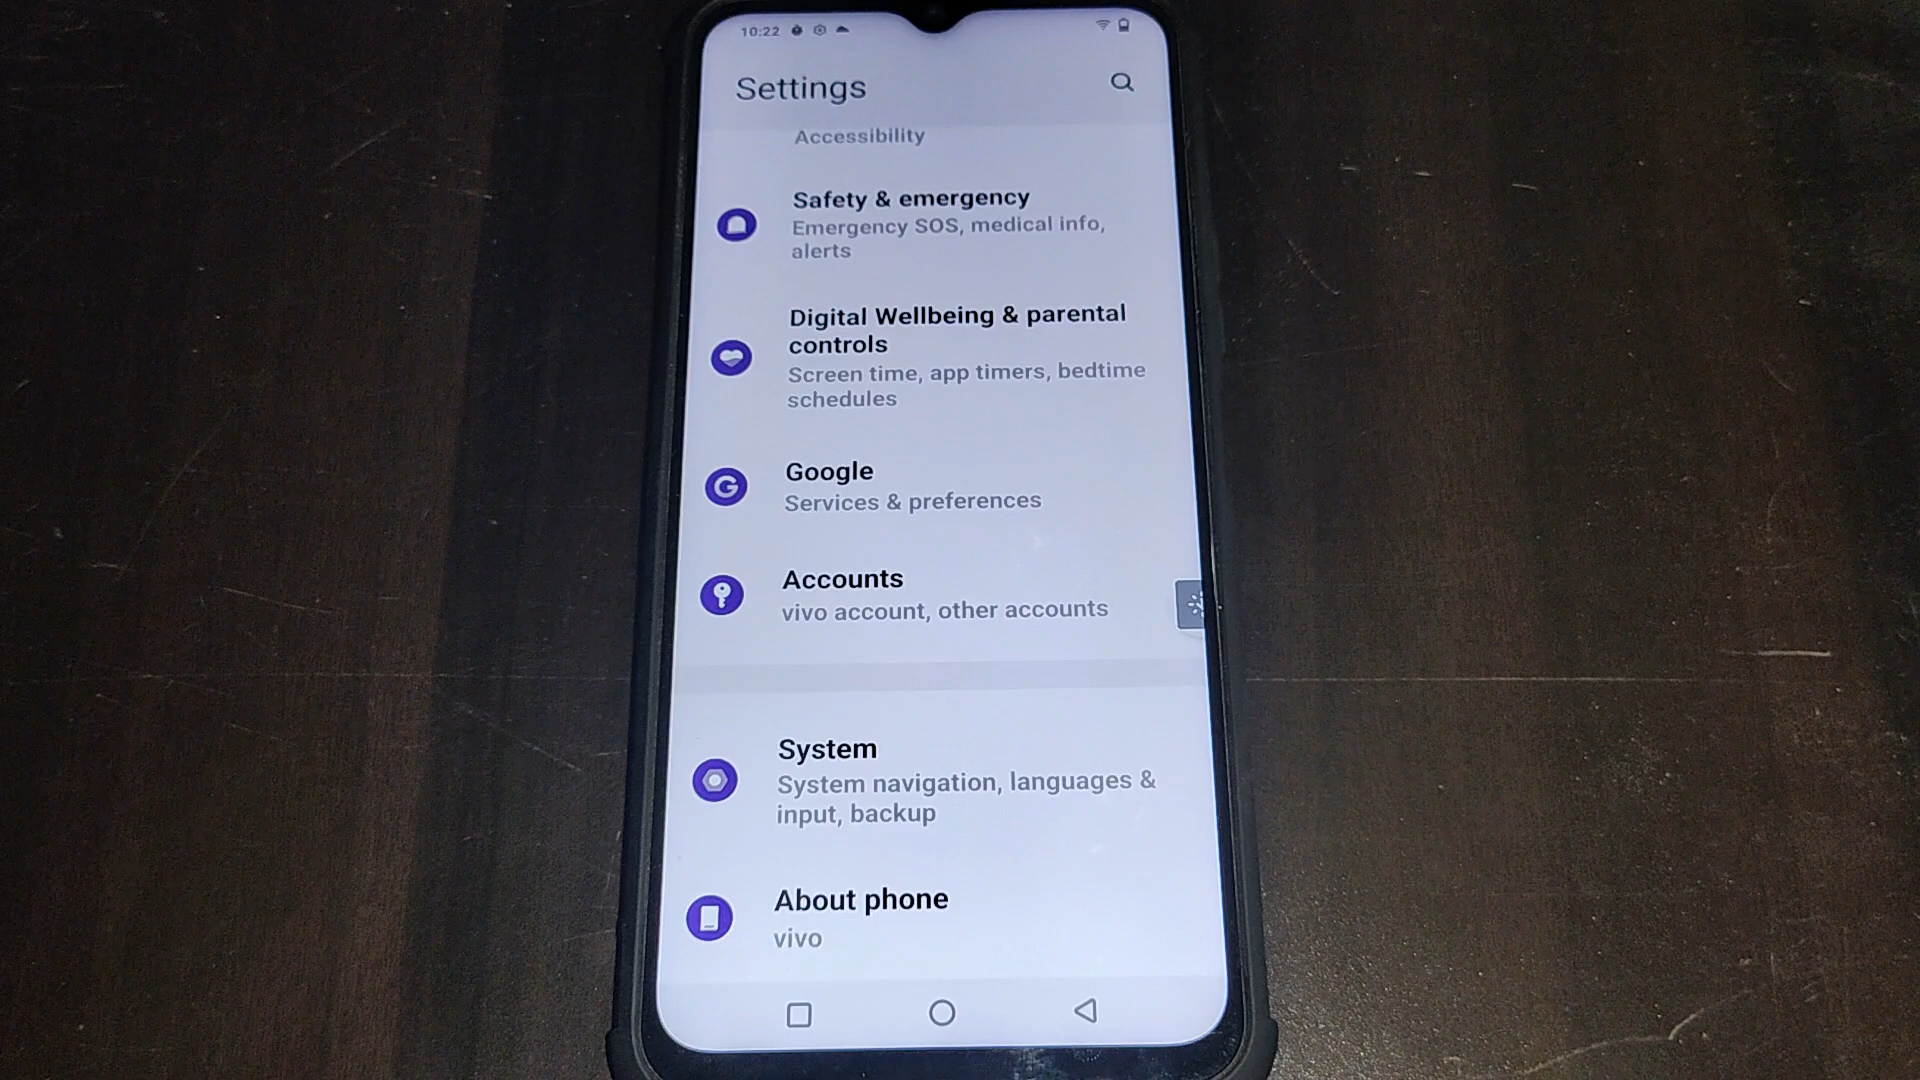 10:22
Settings
Accessibility
Safety & emergency
Emergency SOS, medical info,
alerts
Digital Wellbeing & parental
controls
Screen time, app timers, bedtime
schedules
Google
Services & preferences
Accounts
vivo account, other accounts
System
System navigation, languages &
input, backup
About phone
vivo